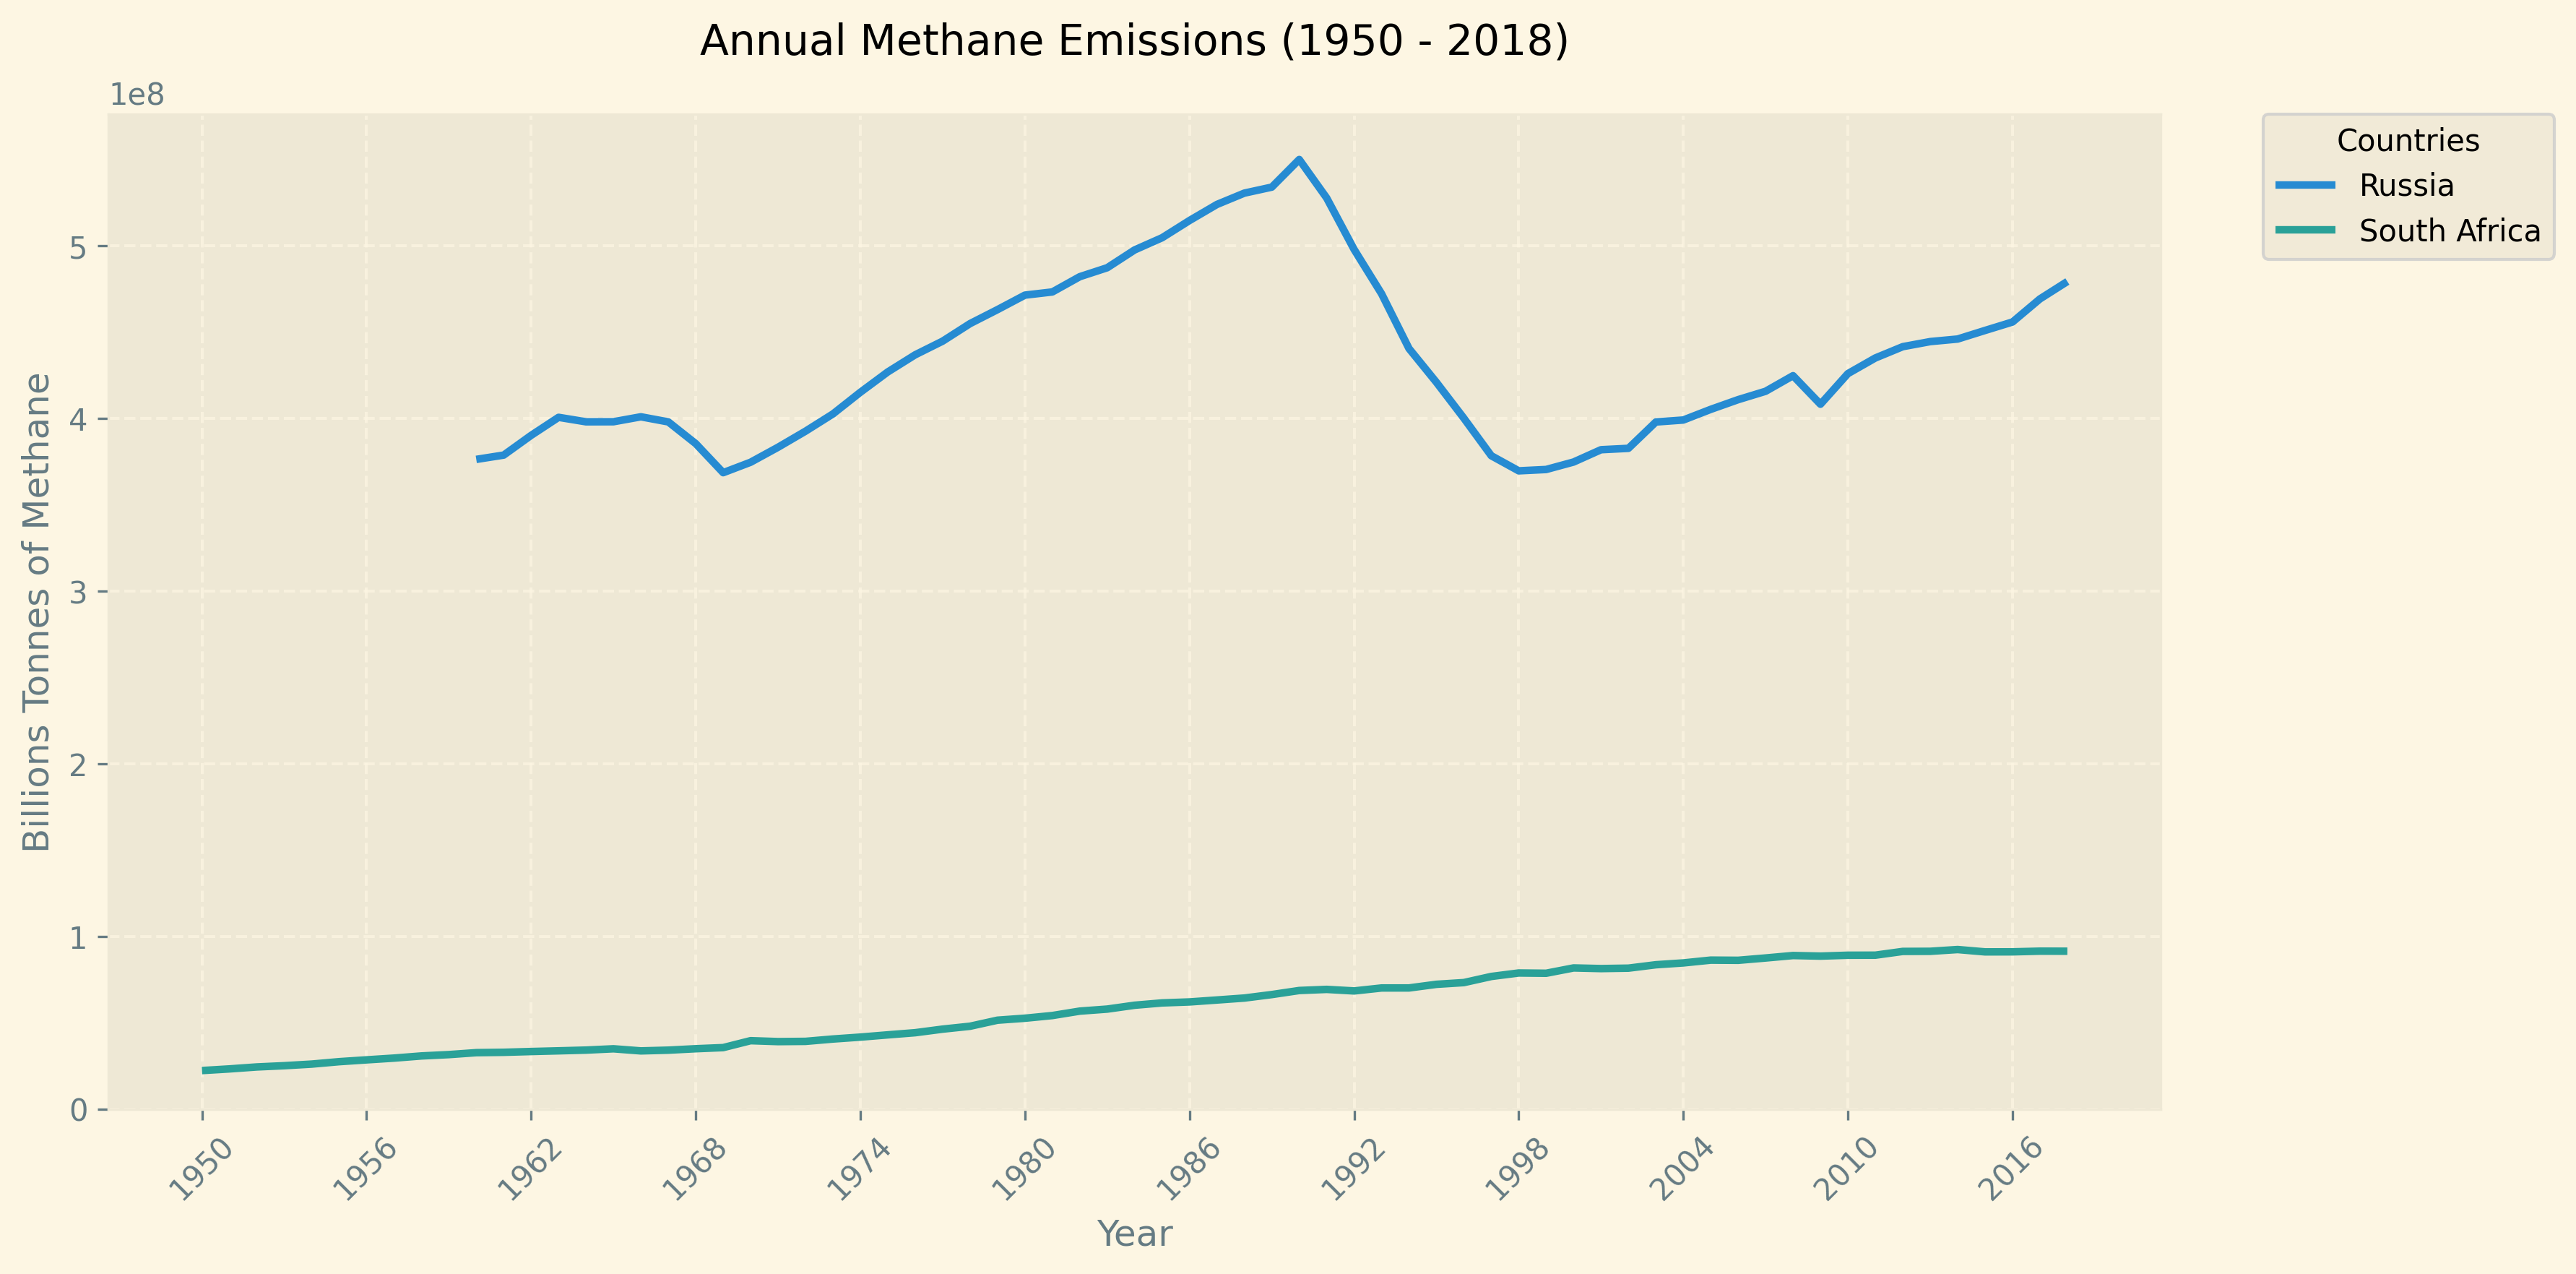 Annual Methane Emissions (1950 - 2018)
1e8
Countries
Russia
South Africa
Billions Tonnes of Methane
5
4
3
2
1
0
1950
1956
1962
1968
1974
1980
1986
1992
1998
2004
2010
2016
Year